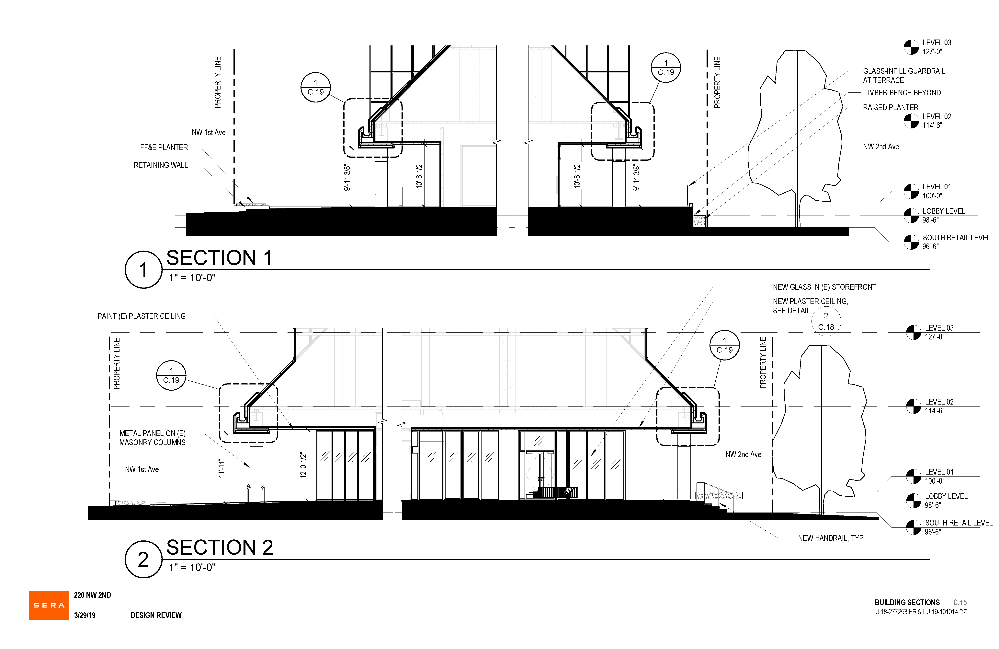 LEVEL 03
127'-0"
PROPERTY LINE
PROPERTY LINE
1
C.19
1
C.19
GLASS-INFILL GUARDRAIL
AT TERRACE
TIMBER BENCH BEYOND
RAISED PLANTER
LEVEL 02
114'-6"
NW 1st Ave
NW 2nd Ave
FF&E PLANTER
RETAINING WALL
9'-11 3/8"
10'-6 1/2"
10'-6 1/2"
9'-11 3/8"
LEVEL 01
100'-0"
LOBBY LEVEL
98'-6"
SOUTH RETAIL LEVEL
96'-6"
1
SECTION 1
1" = 10'-0"
NEW GLASS IN (E) STOREFRONT
NEW PLASTER CEILING,
SEE DETAIL
2
C.18
PAINT (E) PLASTER CEILING
LEVEL 03
127'-0"
PROPERTY LINE
PROPERTY LINE
1
C.19
1
C.19
LEVEL 02
114'-6"
METAL PANEL ON (E)
MASONRY COLUMNS
NW 1st Ave
11'-11"
12'-0 1/2"
NW 2nd Ave
LEVEL 01
100'-0"
LOBBY LEVEL
98'-6"
SOUTH RETAIL LEVEL
96'-6"
NEW HANDRAIL, TYP
2
SECTION 2
1" = 10'-0"
SERA
220 NW 2ND
3/29/19
DESIGN REVIEW
BUILDING SECTIONS C.15
LU 18-277253 HR & LU 19-101014 DZ